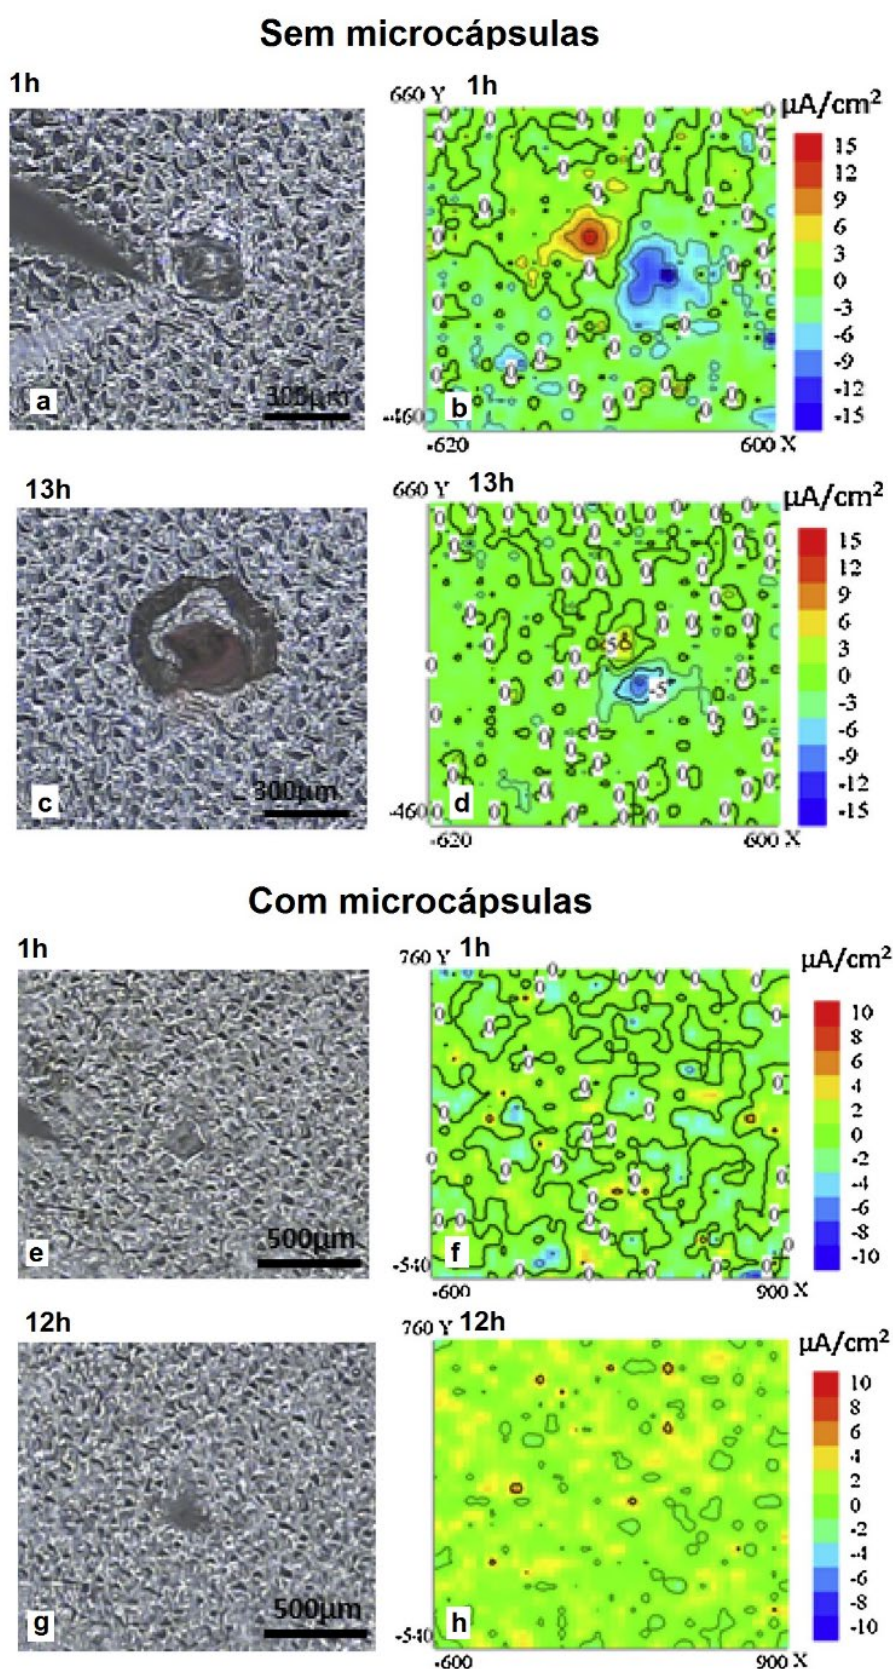 Sem microcápsulas
1h
660 Y 1h
µA/cm²
15
12
9
6
3
0
-3
-6
-9
-12
-15
a
300µm
b
-460
-620
600 X
13h
660 Y 13h
µA/cm²
15
12
9
6
3
0
-3
-6
-9
-12
-15
5
-5
c
300µm
d
-460
-620
600 X
Com microcápsulas
1h
760 Y 1h
µA/cm²
10
8
6
4
2
0
-2
-4
-6
-8
-10
e
500µm
f
-540
-600
900 X
12h
760 Y 12h
µA/cm²
10
8
6
4
2
0
-2
-4
-6
-8
-10
g
500µm
h
-540
-600
900 X